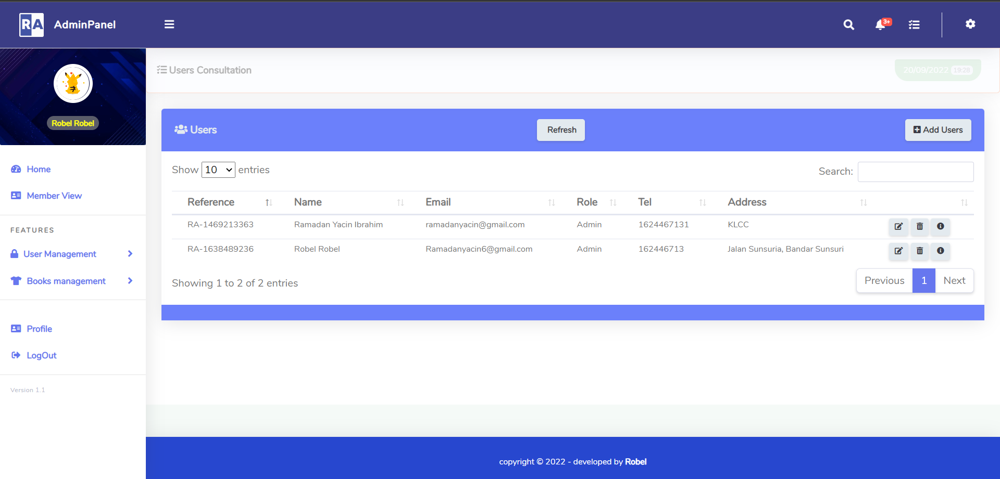 RA AdminPanel 3+
Robel Robel
Home
Member View
FEATURES
User Management
Books management
Profile
LogOut
Version 1.1
Users Consultation 20/09/2022 19:28
Users Refresh Add Users
Show 10 entries Search:
Reference Name Email Role Tel Address
RA-1469213363 Ramadan Yacin Ibrahim ramadanyacin@gmail.com Admin 1624467131 KLCC
RA-1638489236 Robel Robel Ramadanyacin6@gmail.com Admin 162446713 Jalan Sunsuria, Bandar Sunsuri
Showing 1 to 2 of 2 entries Previous 1 Next
copyright © 2022 - developed by Robel